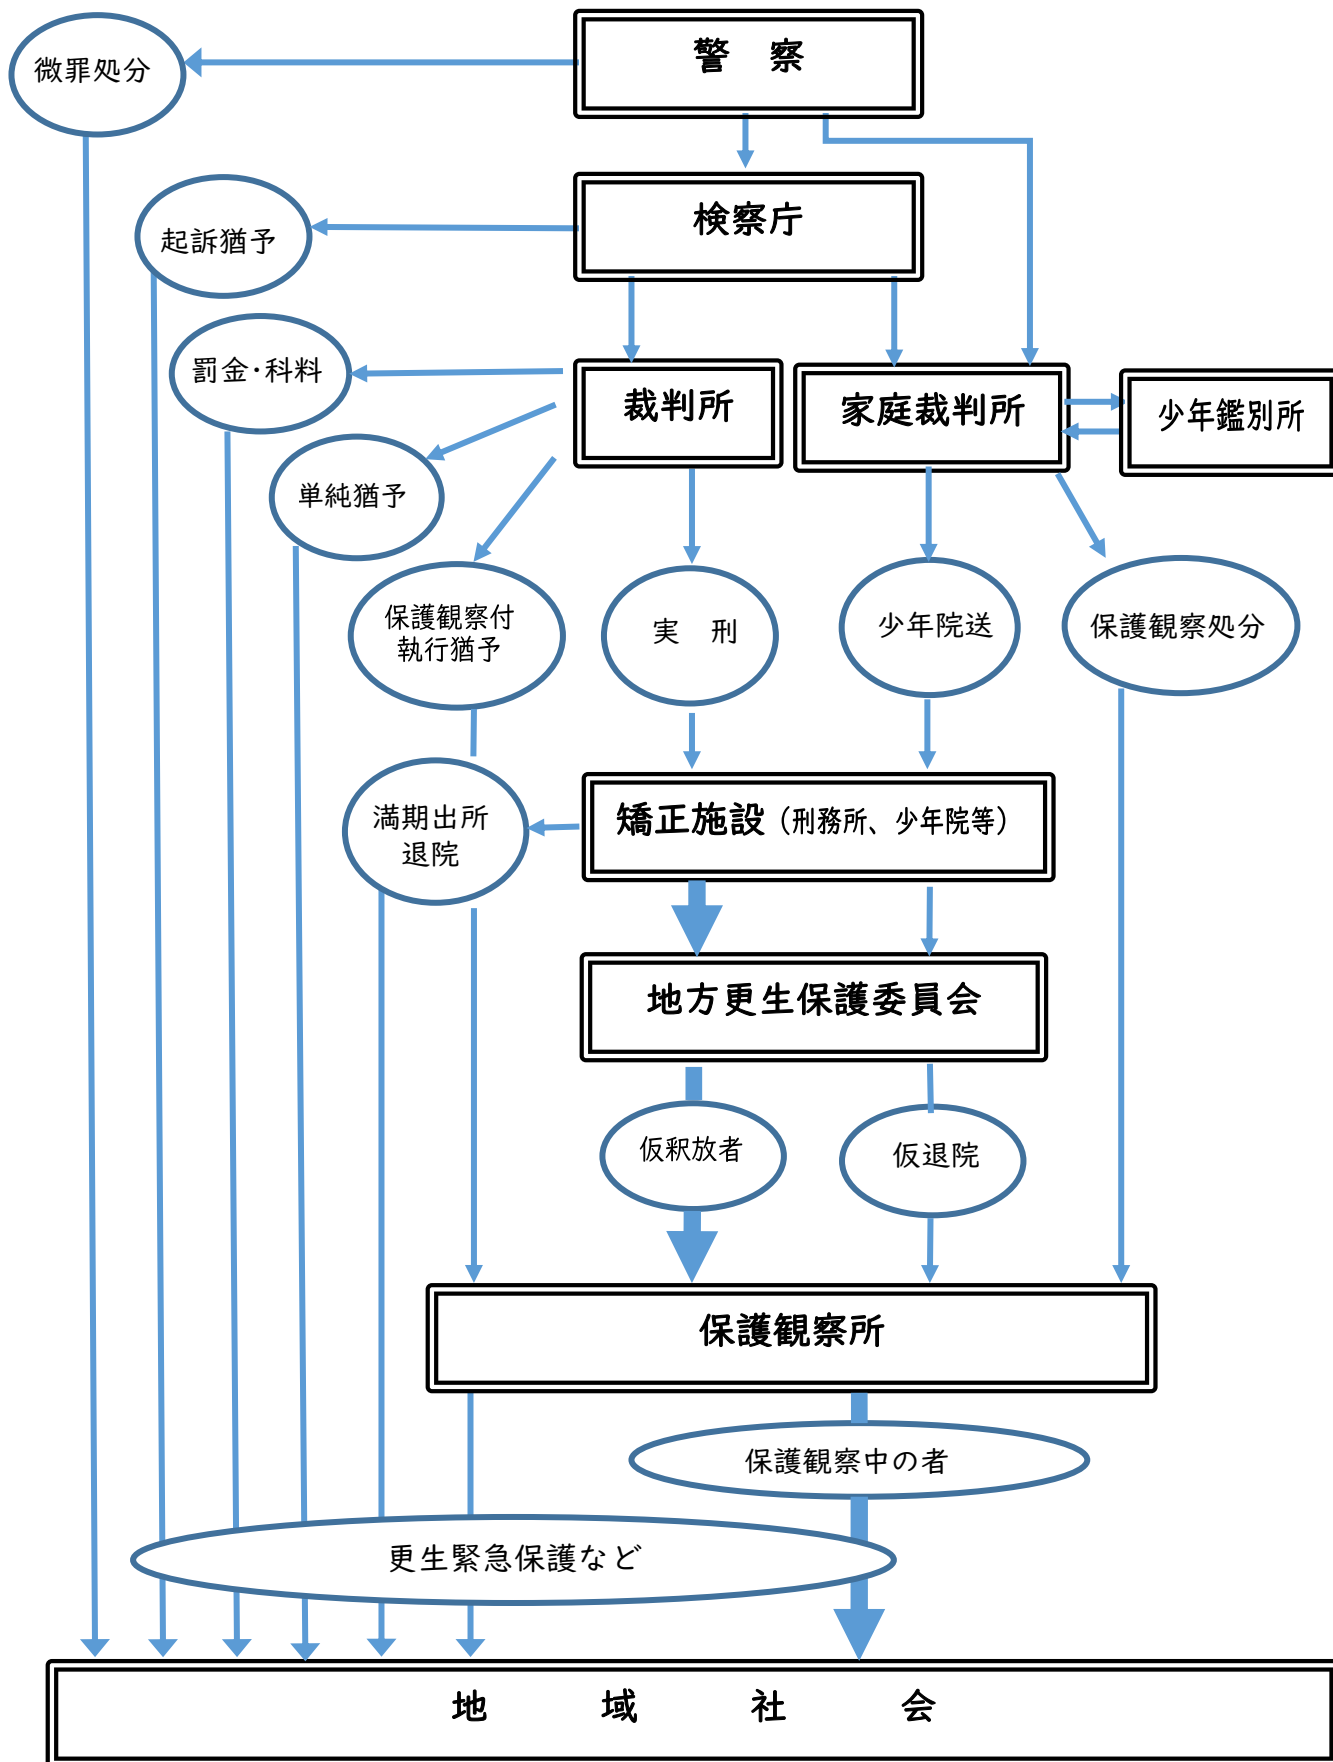 警　察
微罪処分
検察庁
起訴猶予
罰金・科料
裁判所
家庭裁判所
少年鑑別所
単純猶予
保護観察付
執行猶予
実　刑
少年院送
保護観察処分
満期出所
退院
矯正施設（刑務所、少年院等）
地方更生保護委員会
仮釈放者
仮退院
保護観察所
保護観察中の者
更生緊急保護など
地　域　社　会